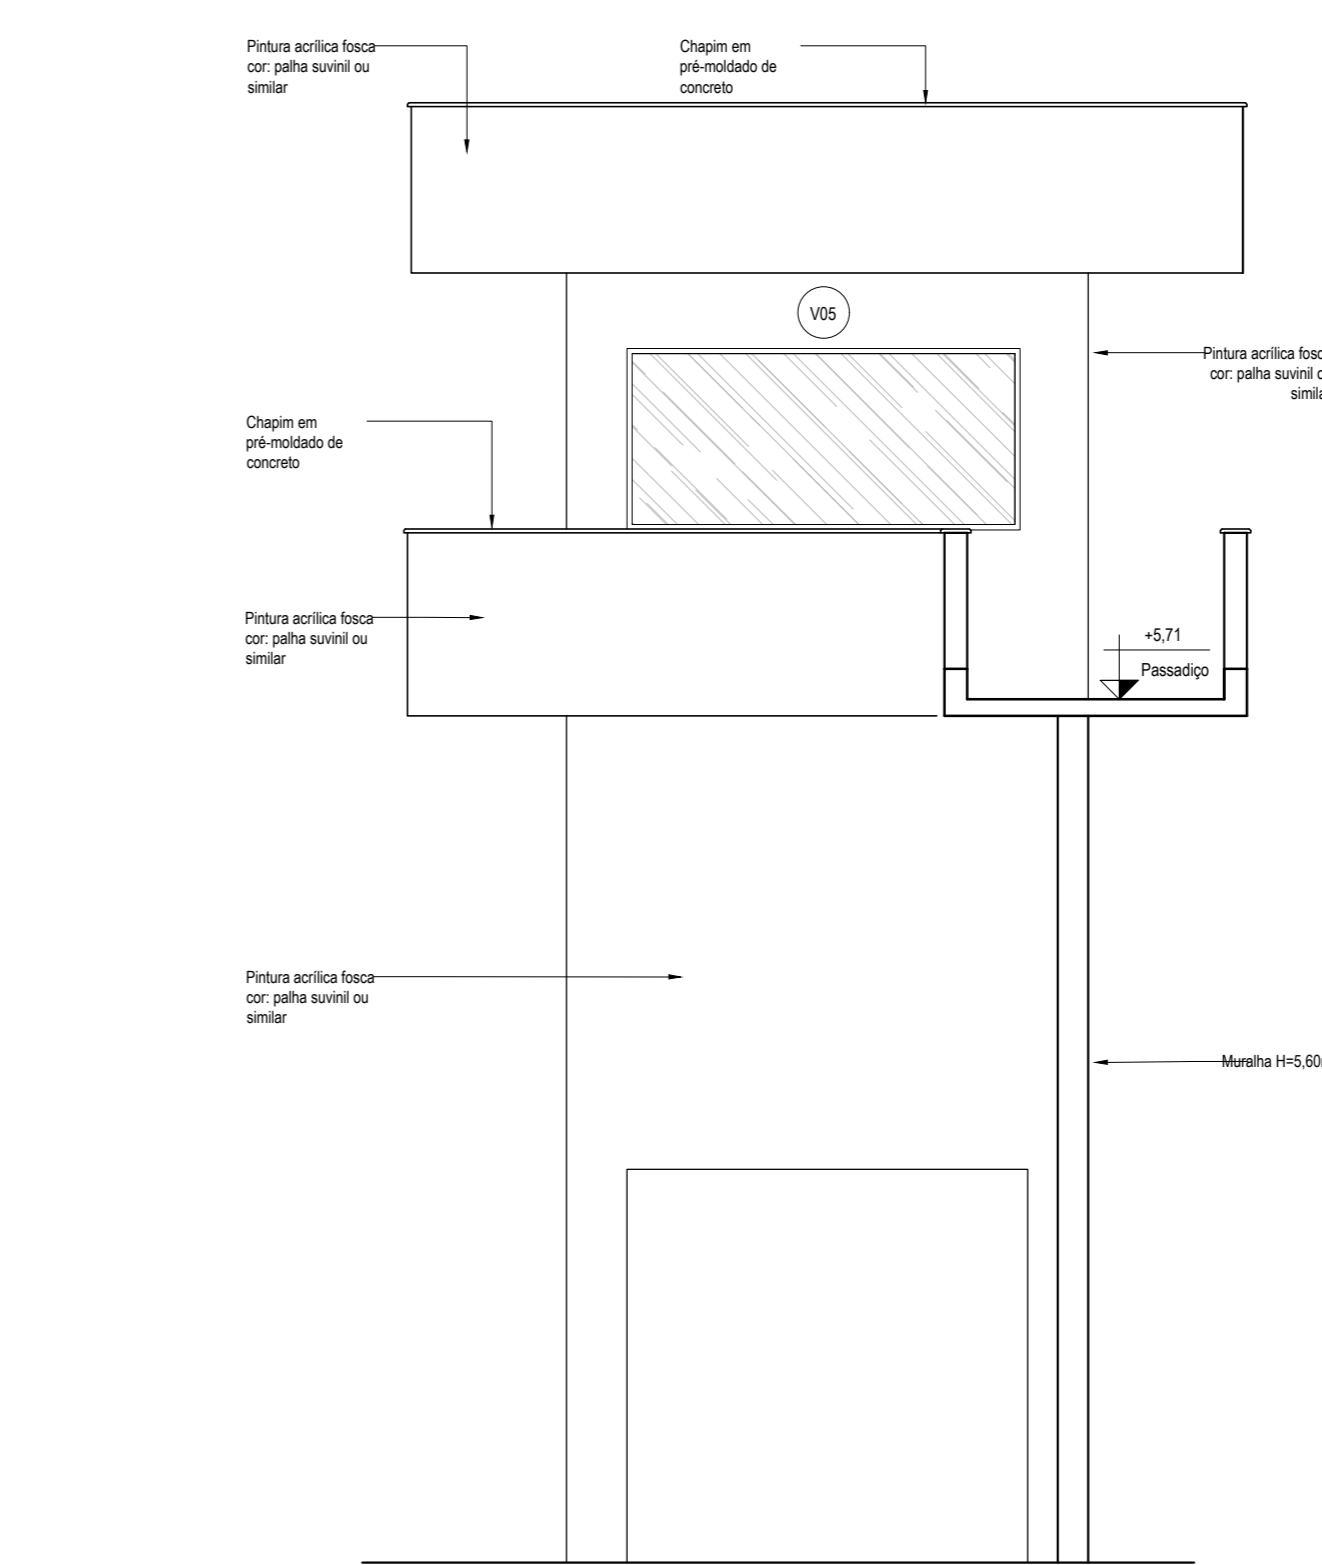 Pintura acrílica fosca
cor: palha suvinil ou
similar
Chapim em
pré-moldado de
concreto
V05
Pintura acrílica fosc
cor: palha suvinil
simila
Chapim em
pré-moldado de
concreto
Pintura acrílica fosca
cor: palha suvinil ou
similar
+5,71
Passadiço
Pintura acrílica fosca
cor: palha suvinil ou
similar
Muralha H=5,60